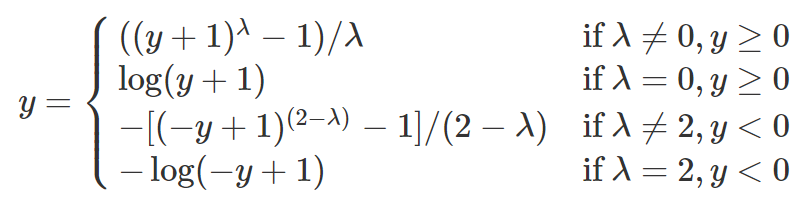 y = { ((y + 1)^λ − 1)/λ if λ ≠ 0, y ≥ 0
log(y + 1) if λ = 0, y ≥ 0
−[(−y + 1)^(2−λ) − 1]/(2 − λ) if λ ≠ 2, y < 0
− log(−y + 1) if λ = 2, y < 0